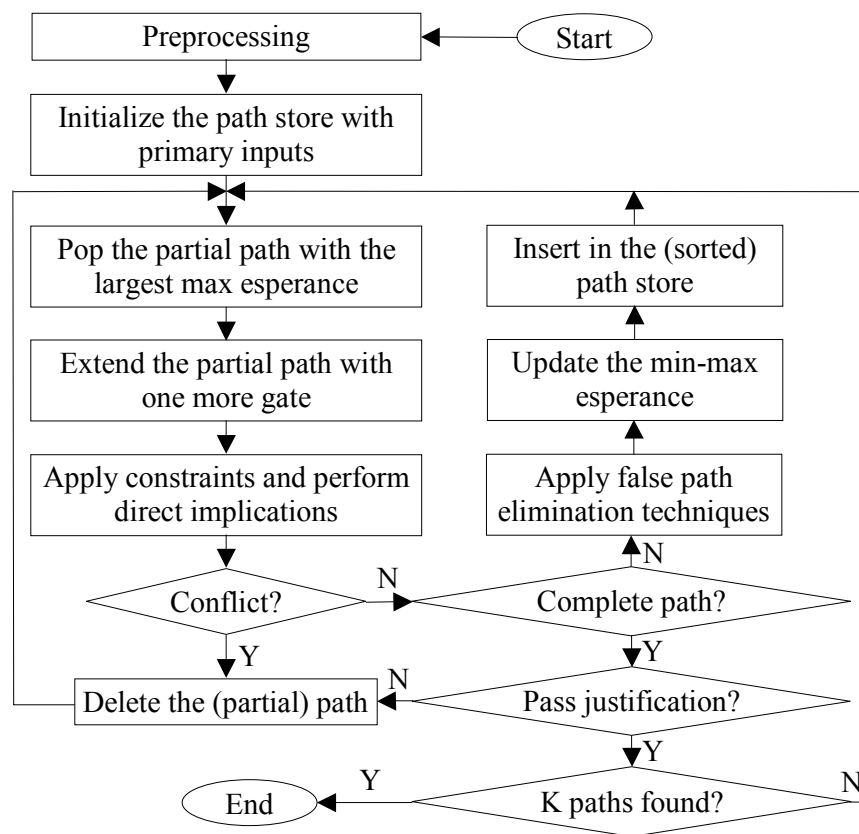 Preprocessing
Start
Initialize the path store with
primary inputs
Pop the partial path with the
largest max esperance
Insert in the (sorted)
path store
Extend the partial path with
one more gate
Update the min-max
esperance
Apply constraints and perform
direct implications
Apply false path
elimination techniques
N
Conflict?
N
Complete path?
Y
Y
Delete the (partial) path
N
Pass justification?
Y
End
Y
K paths found?
N